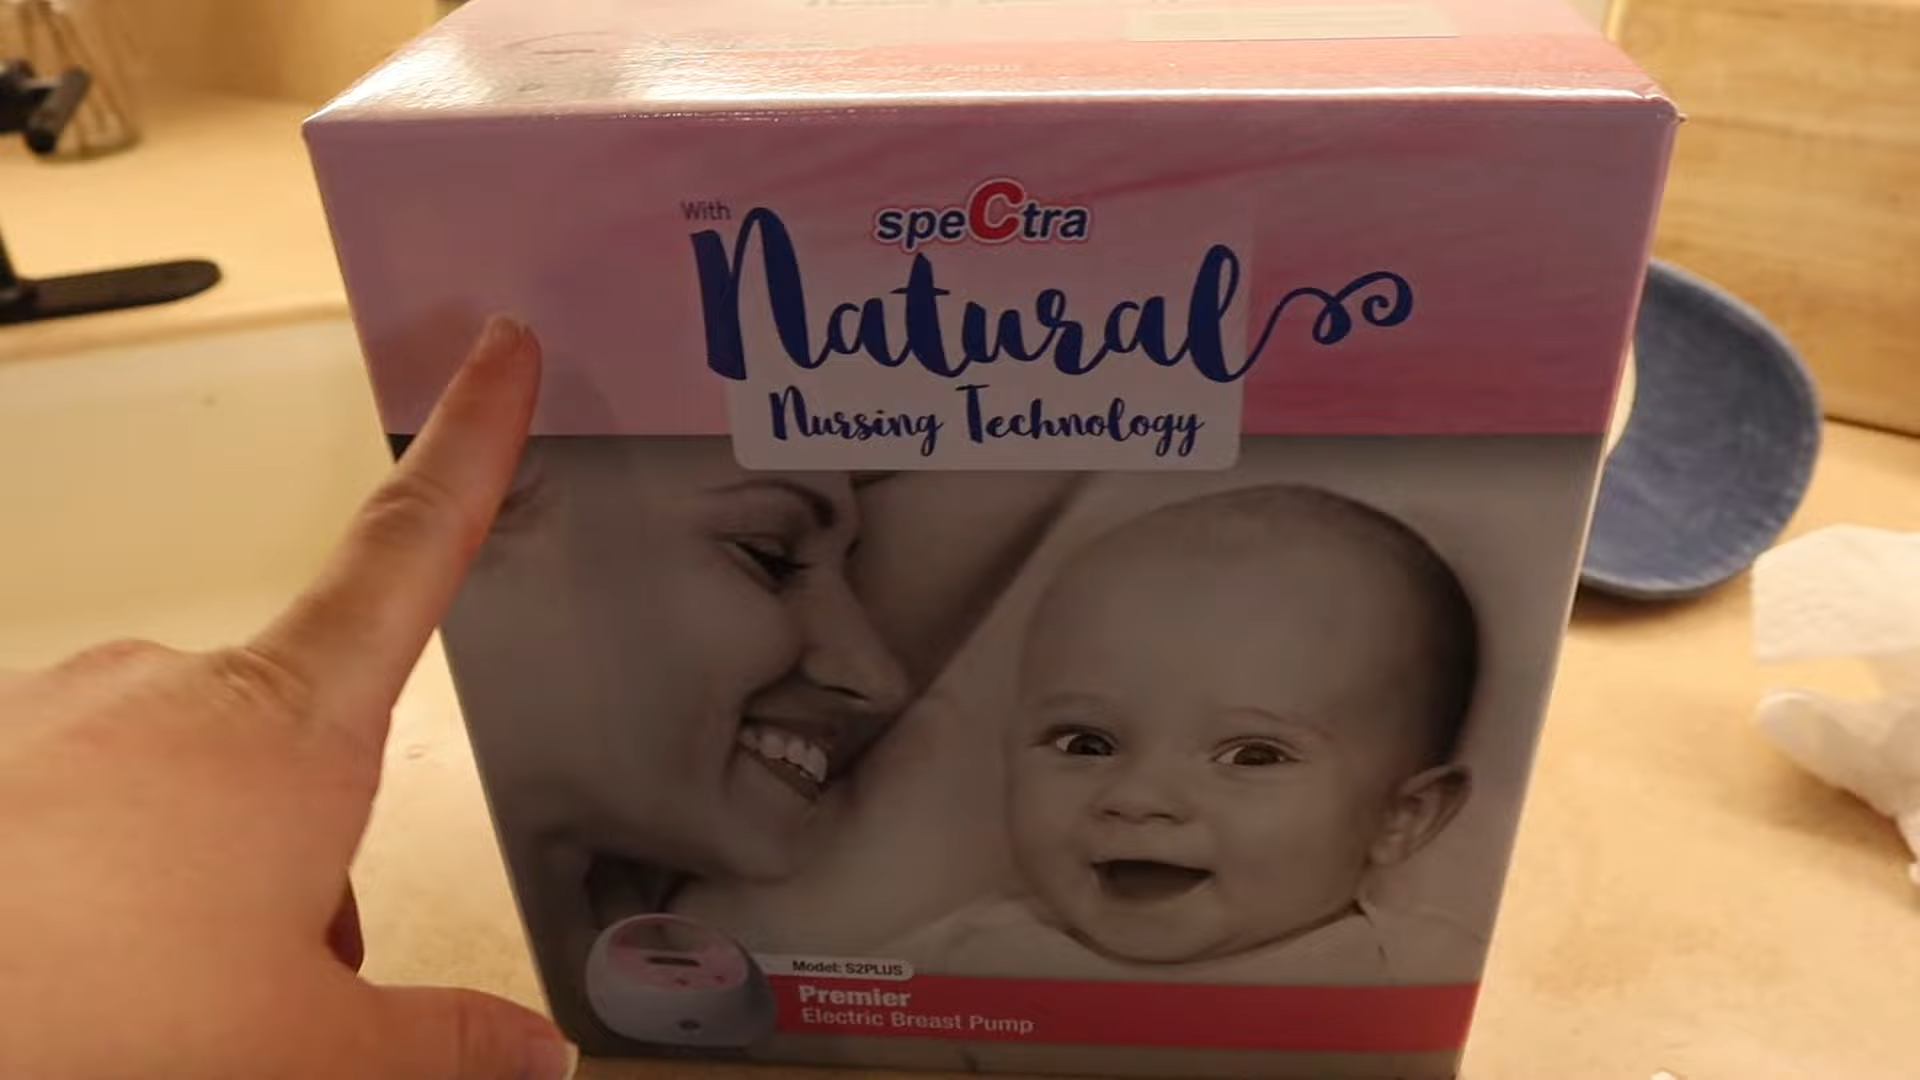 With
speCtra
Natural
Nursing Technology
Model: S2PLUS
Premier
Electric Breast Pump